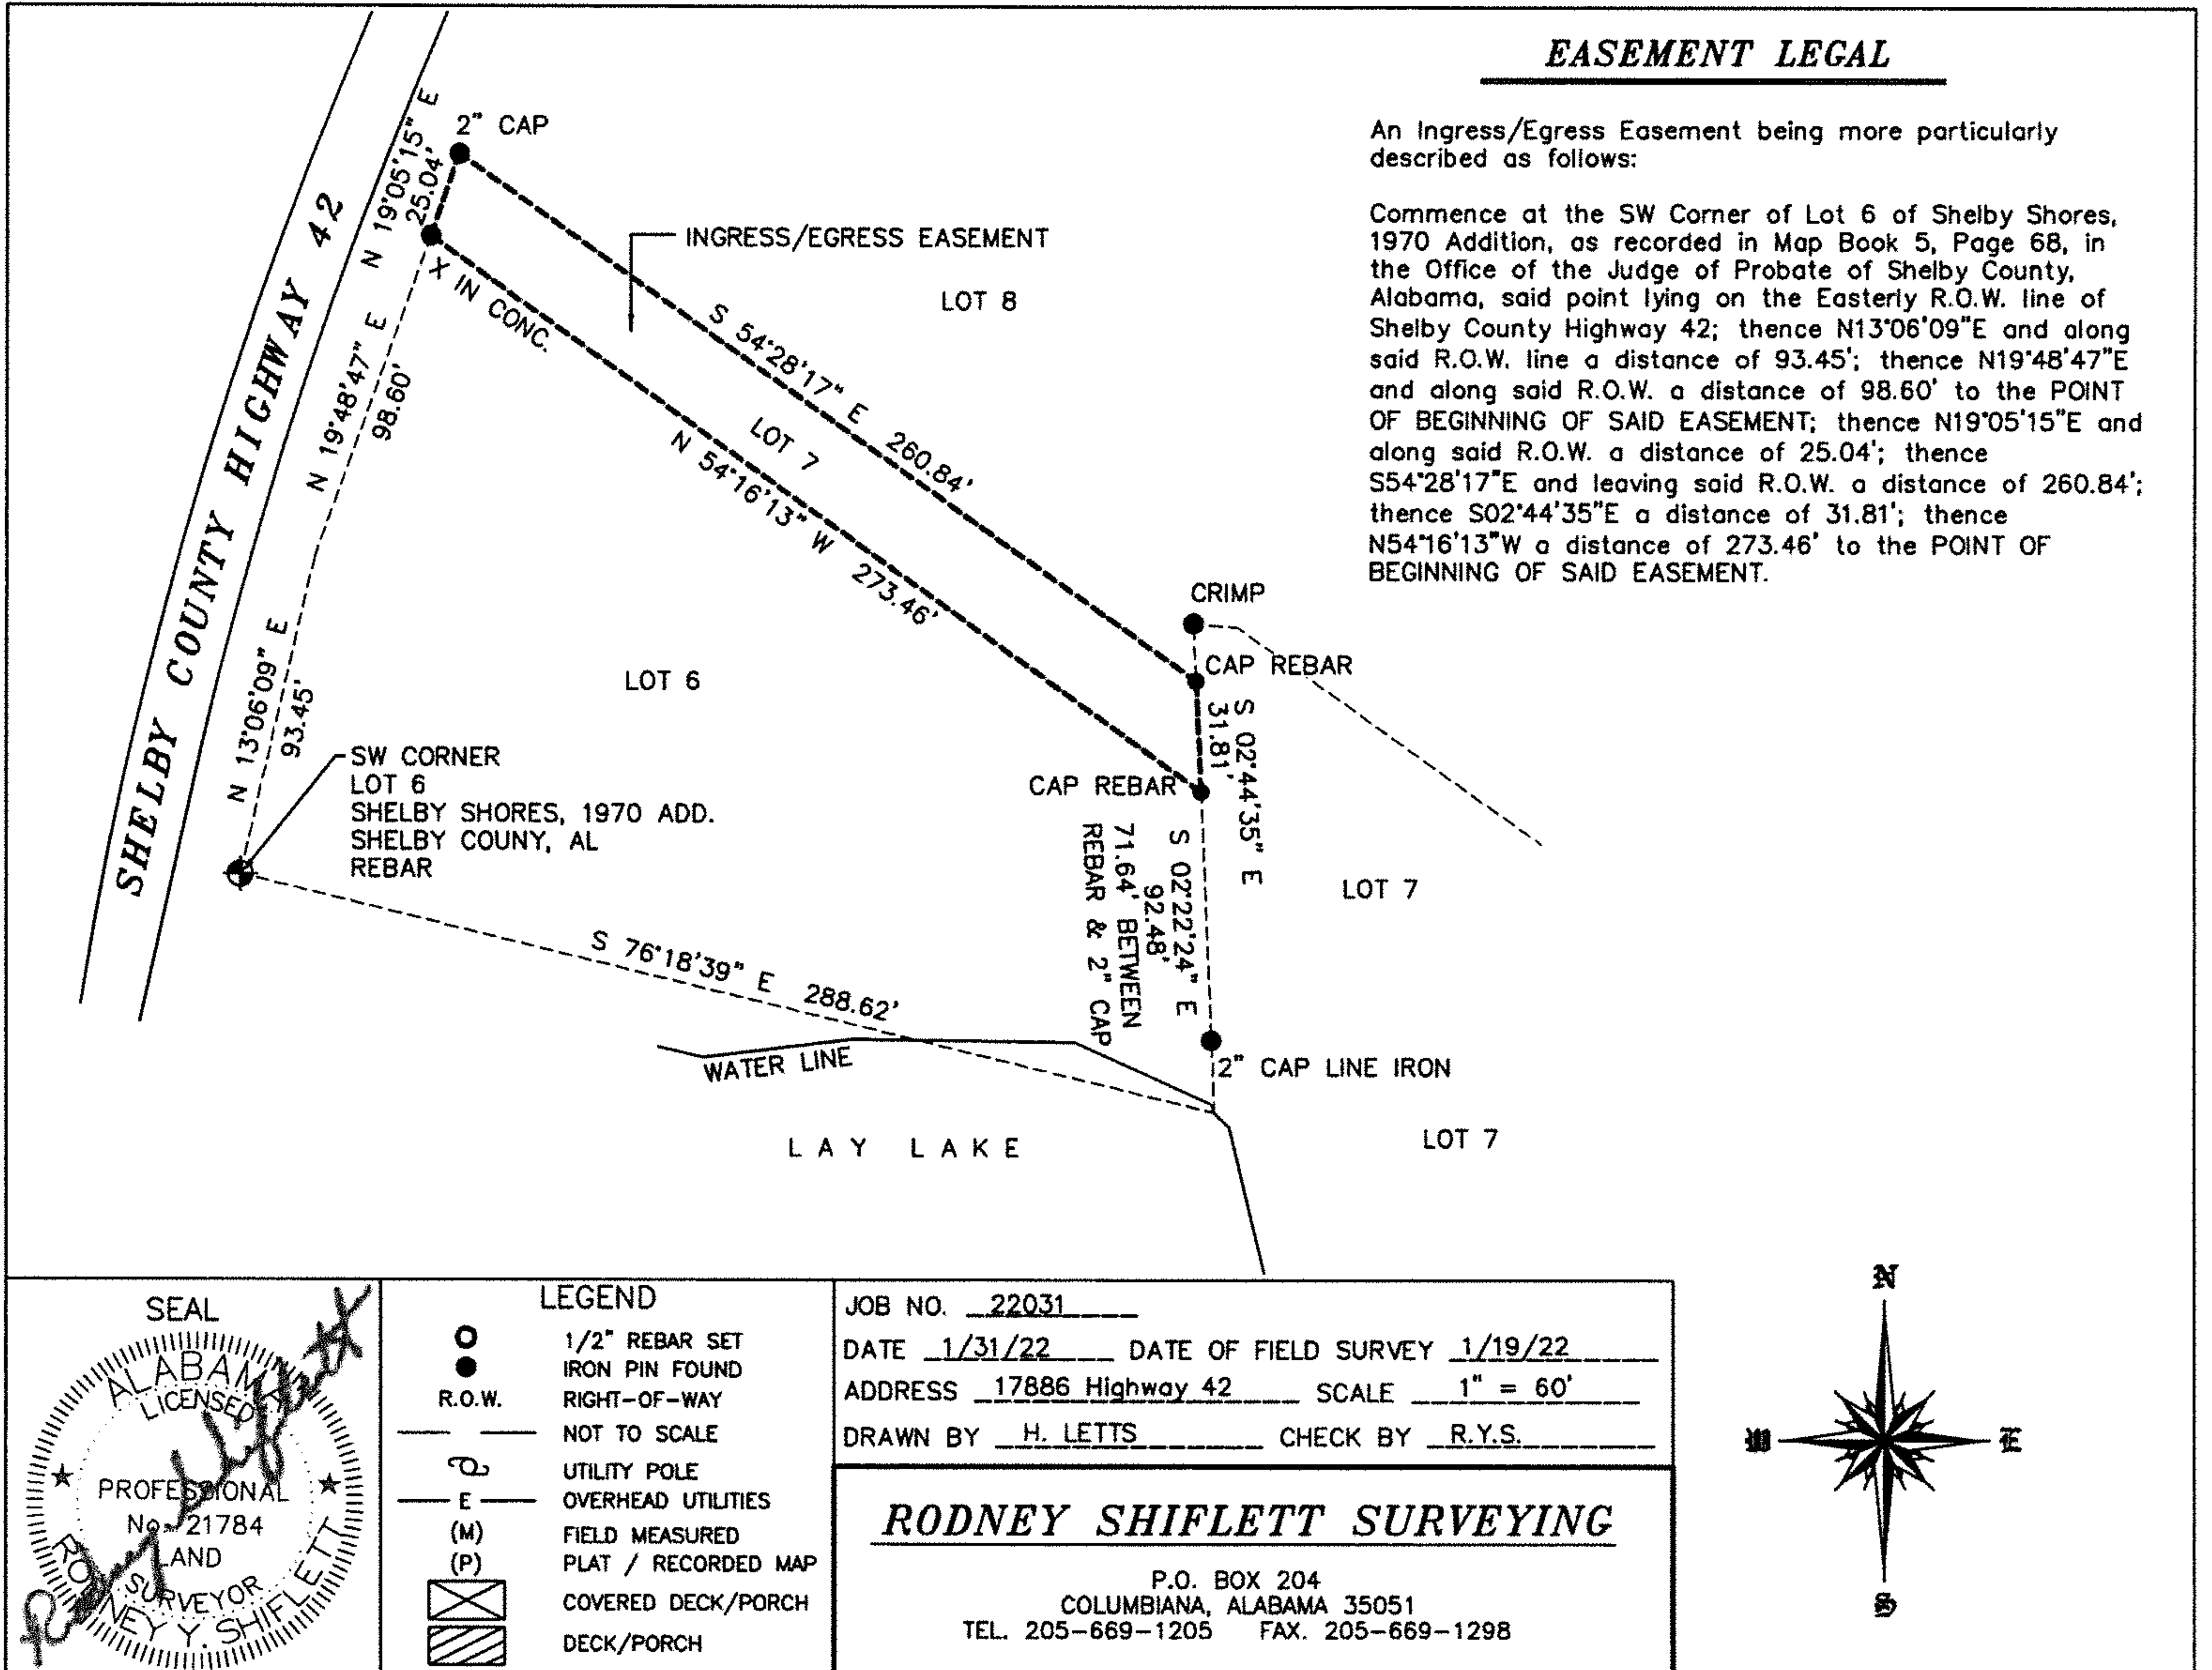 EASEMENT LEGAL
An Ingress/Egress Easement being more particularly
described as follows:
Commence at the SW Corner of Lot 6 of Shelby Shores,
1970 Addition, as recorded in Map Book 5, Page 68, in
the Office of the Judge of Probate of Shelby County,
Alabama, said point lying on the Easterly R.O.W. line of
Shelby County Highway 42; thence N13°06'09"E and along
said R.O.W. line a distance of 93.45'; thence N19°48'47"E
and along said R.O.W. a distance of 98.60' to the POINT
OF BEGINNING OF SAID EASEMENT; thence N19°05'15"E and
along said R.O.W. a distance of 25.04'; thence
S54°28'17"E and leaving said R.O.W. a distance of 260.84';
thence S02°44'35"E a distance of 31.81'; thence
N54°16'13"W a distance of 273.46' to the POINT OF
BEGINNING OF SAID EASEMENT.
SHELBY COUNTY HIGHWAY 42
N 19°05'15" E
25.04'
2" CAP
X IN CONC.
INGRESS/EGRESS EASEMENT
LOT 8
S 54°28'17" E 260.84'
LOT 7
N 54°16'13" W 273.46'
N 19°48'47" E
98.60'
N 13°06'09" E
93.45'
LOT 6
CRIMP
CAP REBAR
S 02°44'35" E
31.81'
CAP REBAR
SW CORNER
LOT 6
SHELBY SHORES, 1970 ADD.
SHELBY COUNY, AL
REBAR
S 02°22'24" E
92.48'
71.64' BETWEEN
REBAR & 2" CAP
LOT 7
S 76°18'39" E 288.62'
WATER LINE
2" CAP LINE IRON
LAY LAKE
LOT 7
SEAL
ALABAMA
LICENSED
PROFESSIONAL
No. 21784
LAND
SURVEYOR
RODNEY Y. SHIFLETT
LEGEND
1/2" REBAR SET
IRON PIN FOUND
R.O.W. RIGHT-OF-WAY
NOT TO SCALE
UTILITY POLE
E OVERHEAD UTILITIES
(M) FIELD MEASURED
(P) PLAT / RECORDED MAP
COVERED DECK/PORCH
DECK/PORCH
JOB NO. 22031
DATE 1/31/22 DATE OF FIELD SURVEY 1/19/22
ADDRESS 17886 Highway 42 SCALE 1" = 60'
DRAWN BY H. LETTS CHECK BY R.Y.S.
RODNEY SHIFLETT SURVEYING
P.O. BOX 204
COLUMBIANA, ALABAMA 35051
TEL. 205-669-1205 FAX. 205-669-1298
N
W E
S